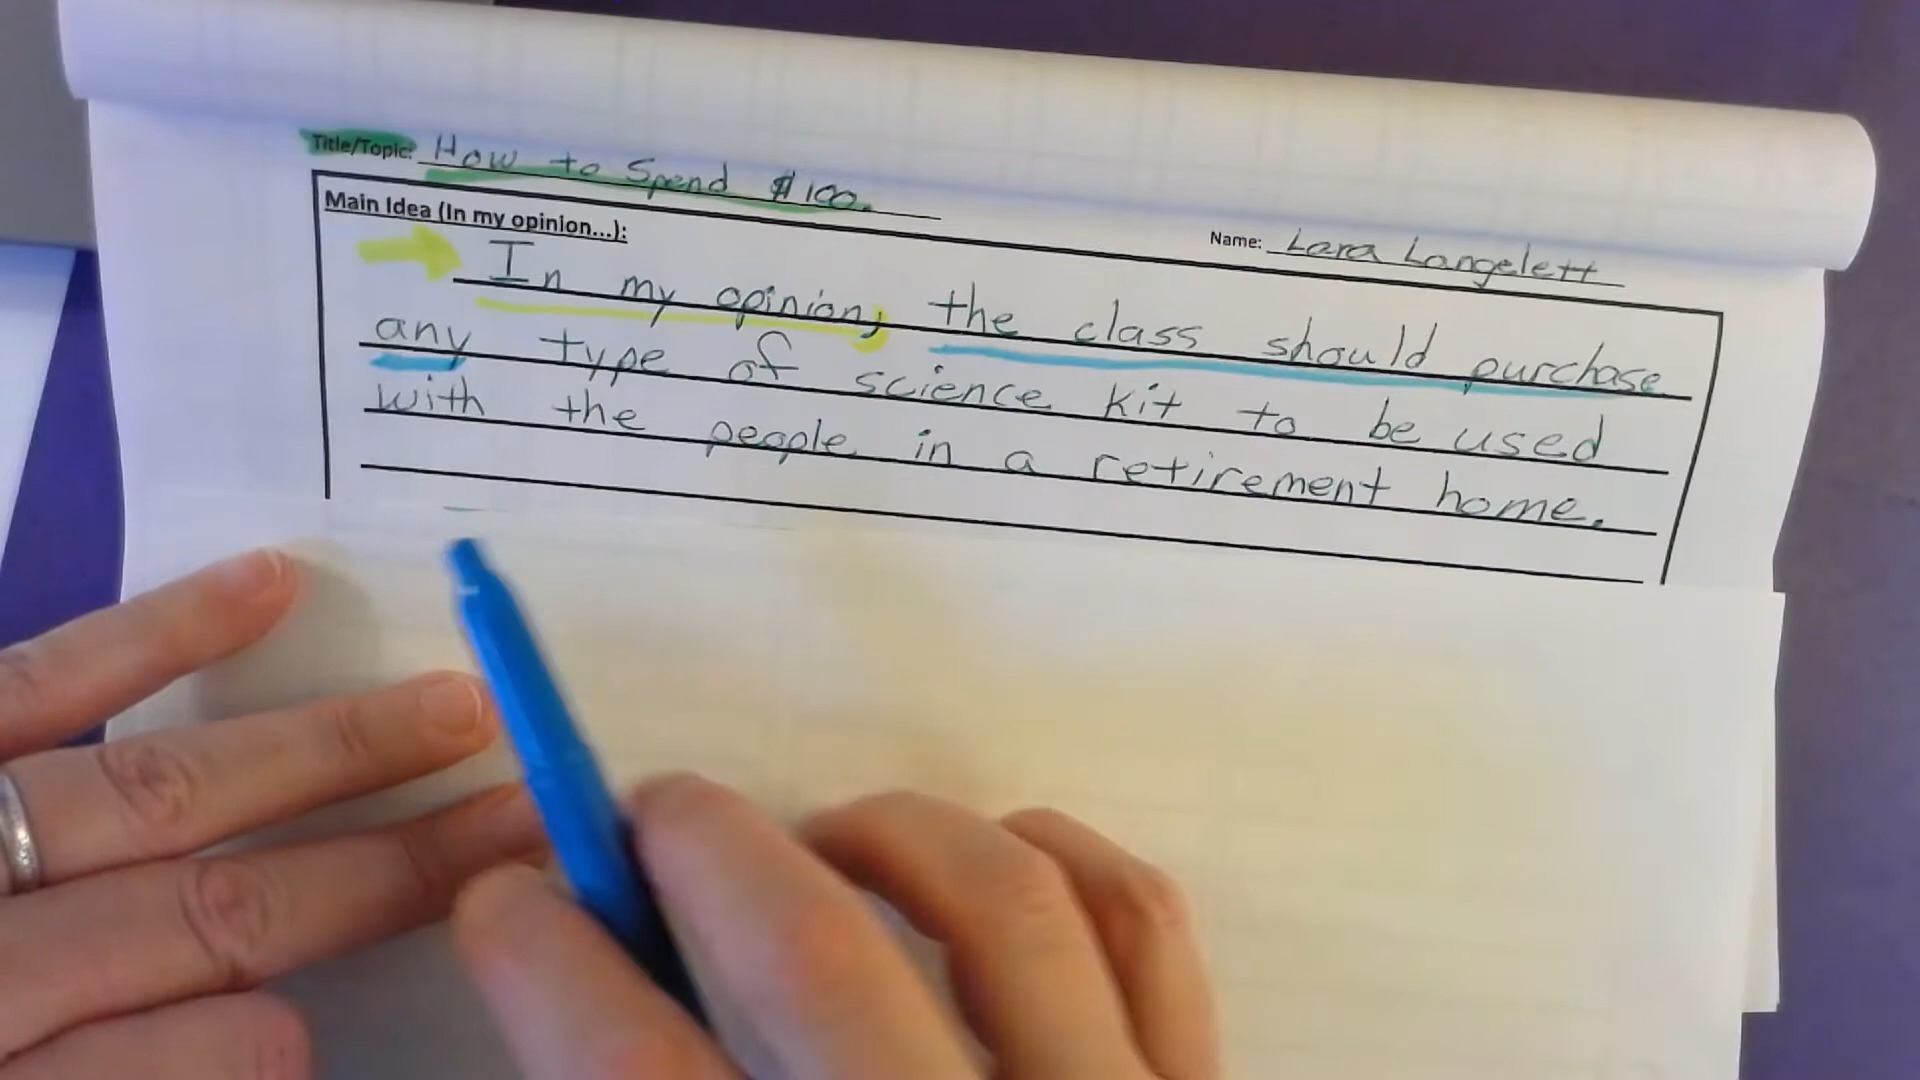 Title/Topic: How to Spend $100.
Name: Lara Langelett
Main Idea (In my opinion...):
In my opinion, the class should purchase
any type of science kit to be used
with the people in a retirement home.